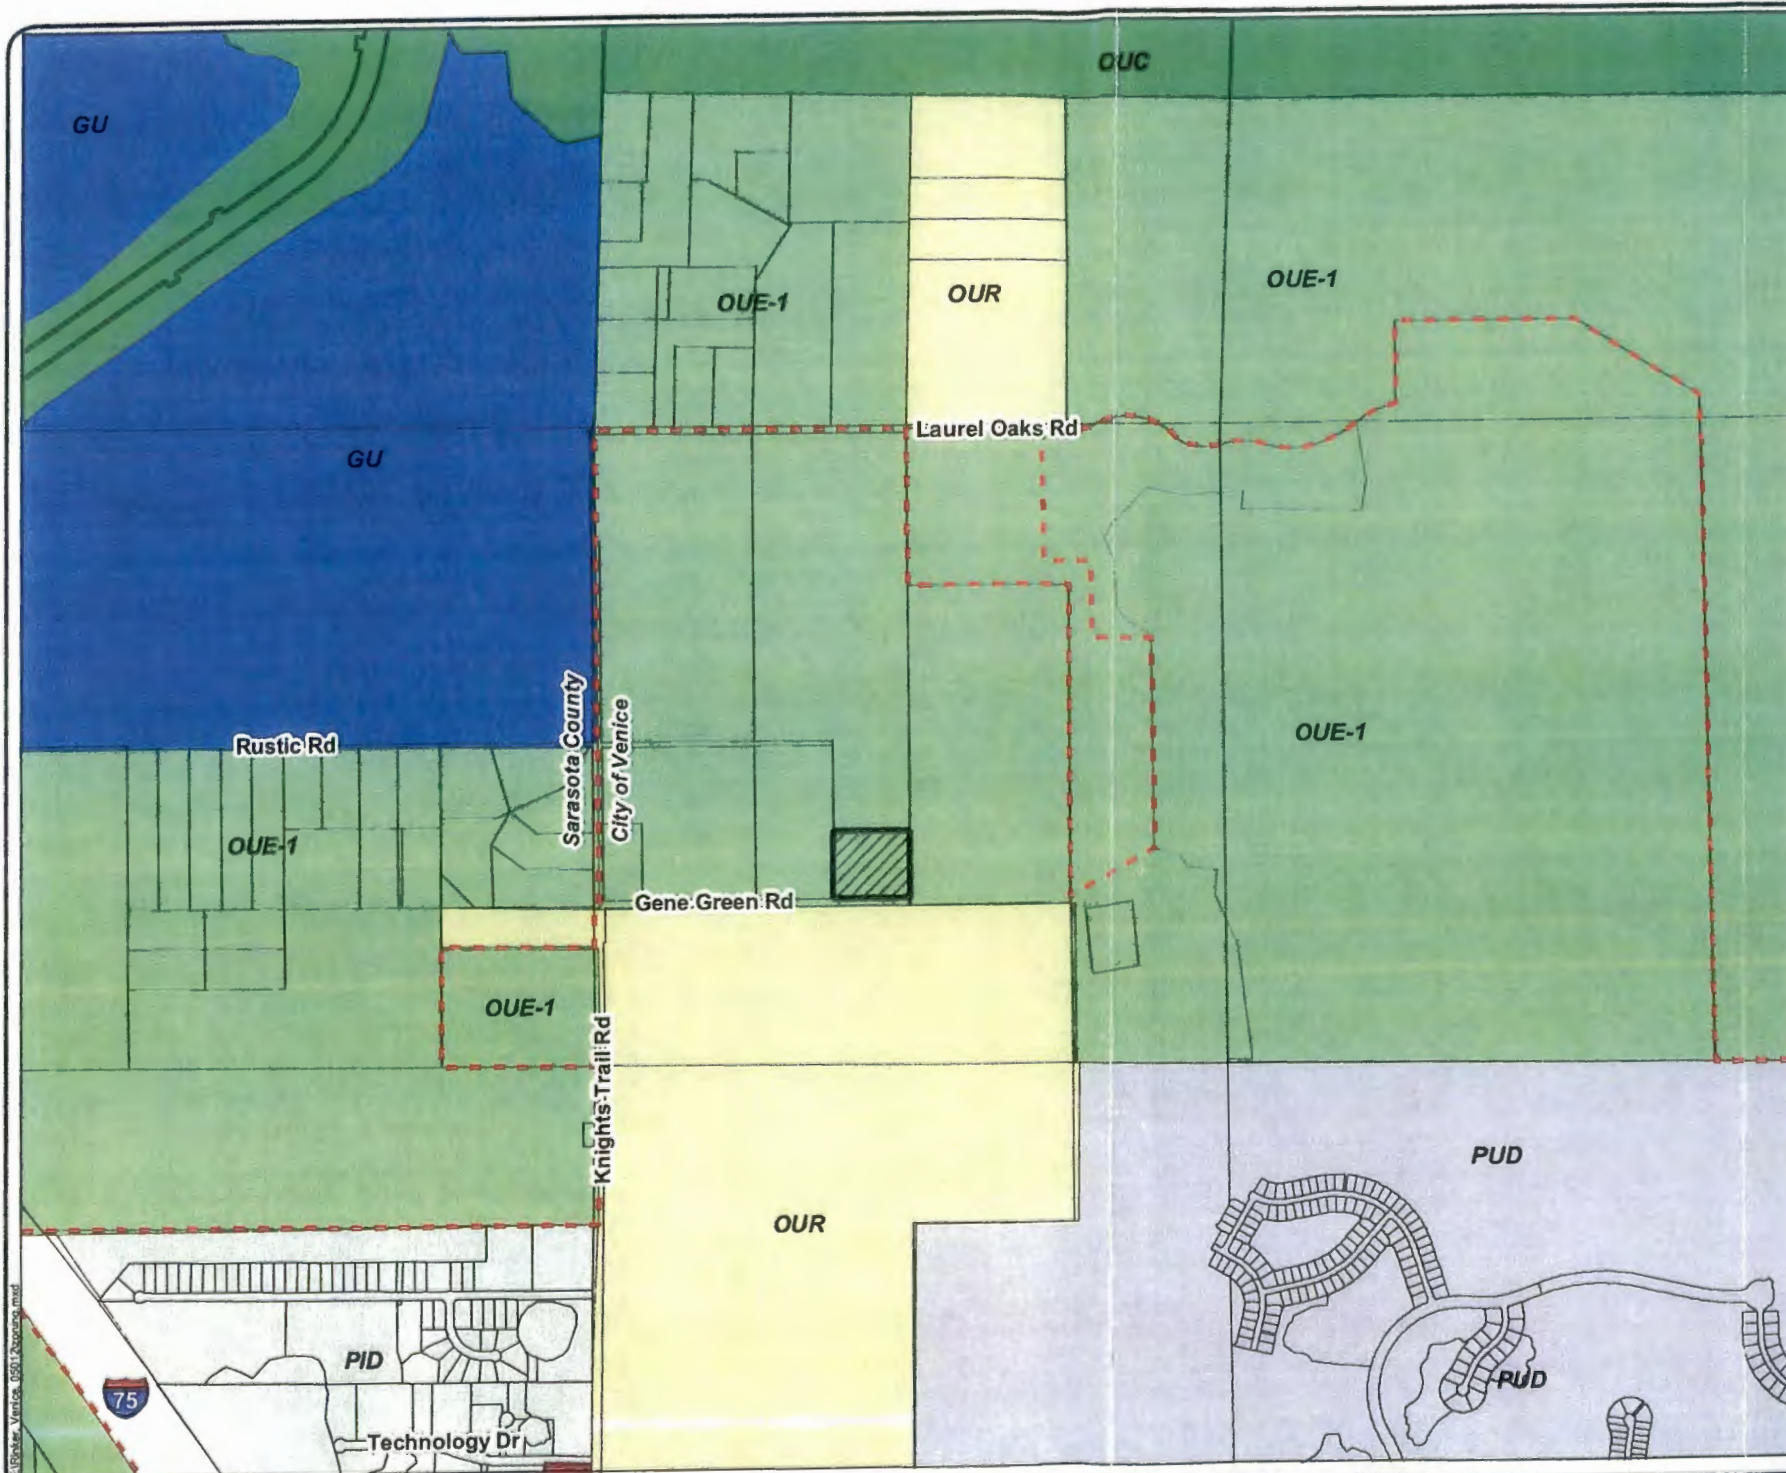 OUC
GU
OUE-1
OUR
OUE-1
Laurel Oaks Rd
GU
Sarasota County
City of Venice
OUE-1
Rustic Rd
OUE-1
Gene Green Rd
OUE-1
Knights Trail Rd
PUD
OUR
PID
75
PUD
Technology Dr